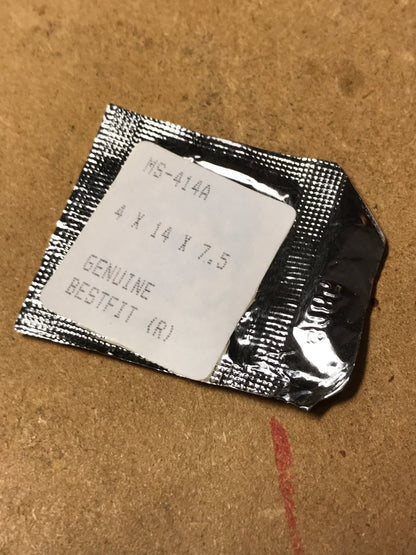 MS-414A
4 X 14 X 7.5
GENUINE
BESTFIT (R)